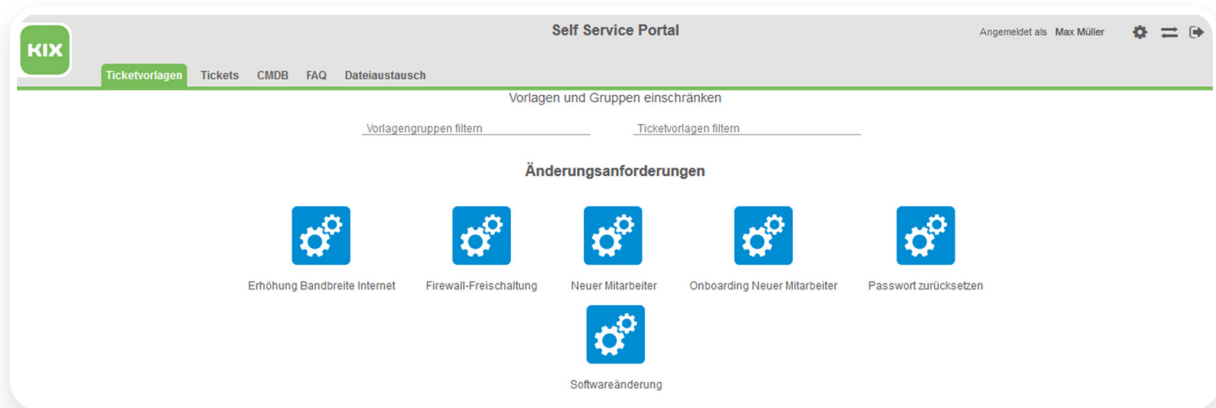 KIX
Self Service Portal
Angemeldet als Max Müller
Ticketvorlagen Tickets CMDB FAQ Dateiaustausch
Vorlagen und Gruppen einschränken
Vorlagengruppen filtern Ticketvorlagen filtern
Änderungsanforderungen
Erhöhung Bandbreite Internet Firewall-Freischaltung Neuer Mitarbeiter Onboarding Neuer Mitarbeiter Passwort zurücksetzen
Softwareänderung